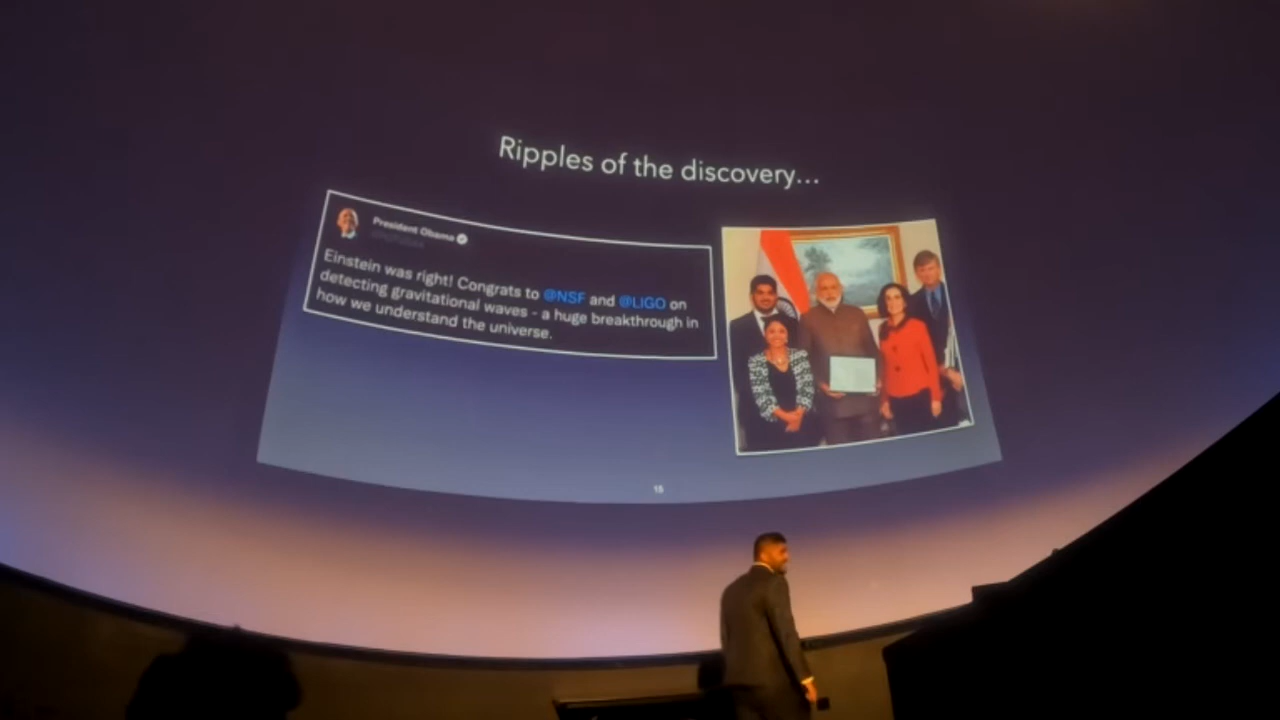 Ripples of the discovery...
President Obama
Einstein was right! Congrats to @NSF and @LIGO on
detecting gravitational waves - a huge breakthrough in
how we understand the universe.
15